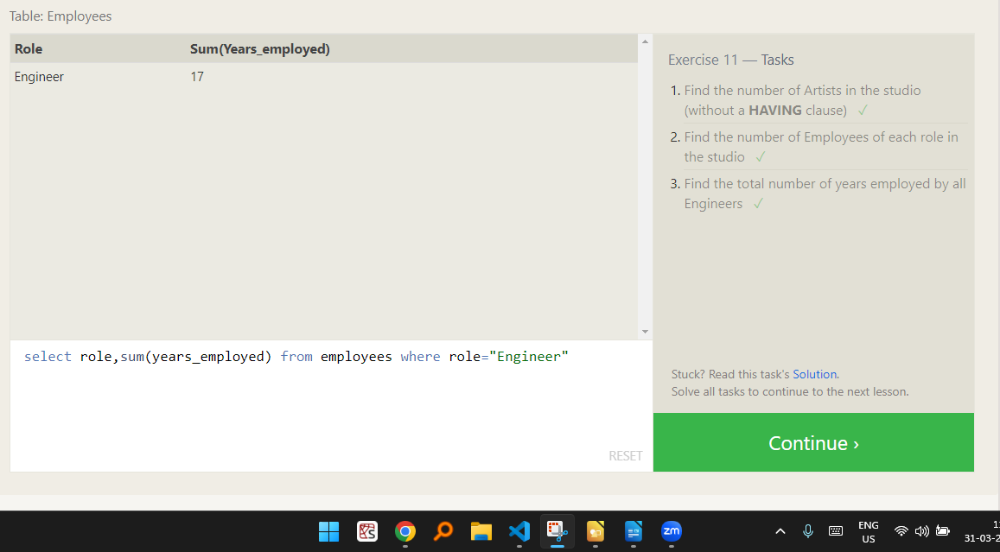 Table: Employees
Role Sum(Years_employed)
Engineer 17
select role,sum(years_employed) from employees where role="Engineer"
RESET
Exercise 11 — Tasks
1. Find the number of Artists in the studio
(without a HAVING clause) ✓
2. Find the number of Employees of each role in
the studio ✓
3. Find the total number of years employed by all
Engineers ✓
Stuck? Read this task's Solution.
Solve all tasks to continue to the next lesson.
Continue ›
zm
ENG
US
31-03-2